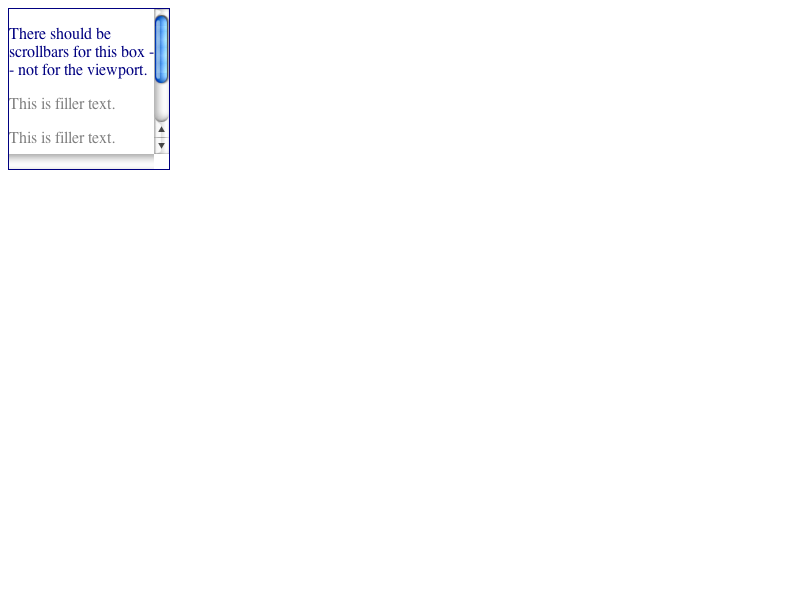 There should be
scrollbars for this box -
- not for the viewport.
This is filler text.
This is filler text.